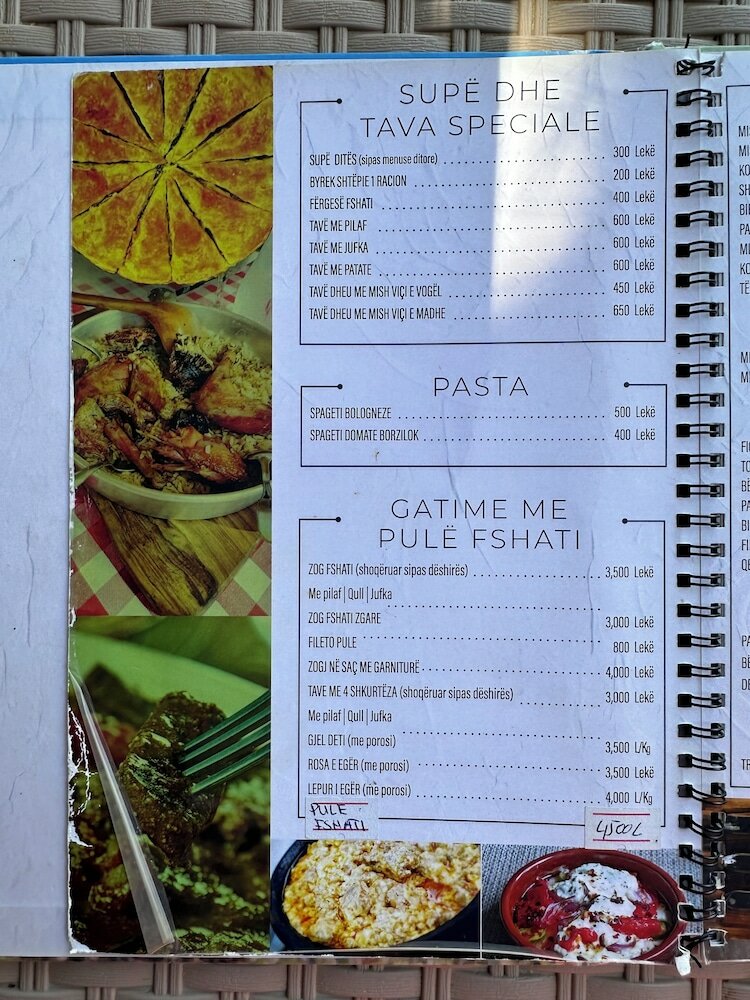 SUPË DHE
TAVA SPECIALE
SUPË DITËS (sipas menuse ditore) 300 Lekë
BYREK SHTËPIE 1 RACION 200 Lekë
FËRGESË FSHATI 400 Lekë
TAVË ME PILAF 600 Lekë
TAVË ME JUFKA 600 Lekë
TAVË ME PATATE 600 Lekë
TAVË DHEU ME MISH VIÇI E VOGËL 450 Lekë
TAVË DHEU ME MISH VIÇI E MADHE 650 Lekë
PASTA
SPAGETI BOLOGNEZE 500 Lekë
SPAGETI DOMATE BORZILOK 400 Lekë
GATIME ME
PULË FSHATI
ZOG FSHATI (shoqëruar sipas dëshirës) 3,500 Lekë
Me pilaf | Qull | Jufka
ZOG FSHATI ZGARE 3,000 Lekë
FILETO PULE 800 Lekë
ZOGJ NË SAÇ ME GARNITURË 4,000 Lekë
TAVE ME 4 SHKURTËZA (shoqëruar sipas dëshirës) 3,000 Lekë
Me pilaf | Qull | Jufka
GJEL DETI (me porosi) 3,500 L/Kg
ROSA E EGËR (me porosi) 3,500 Lekë
LEPUR I EGËR (me porosi) 4,000 L/Kg
PULE
FSHATI 4500 L